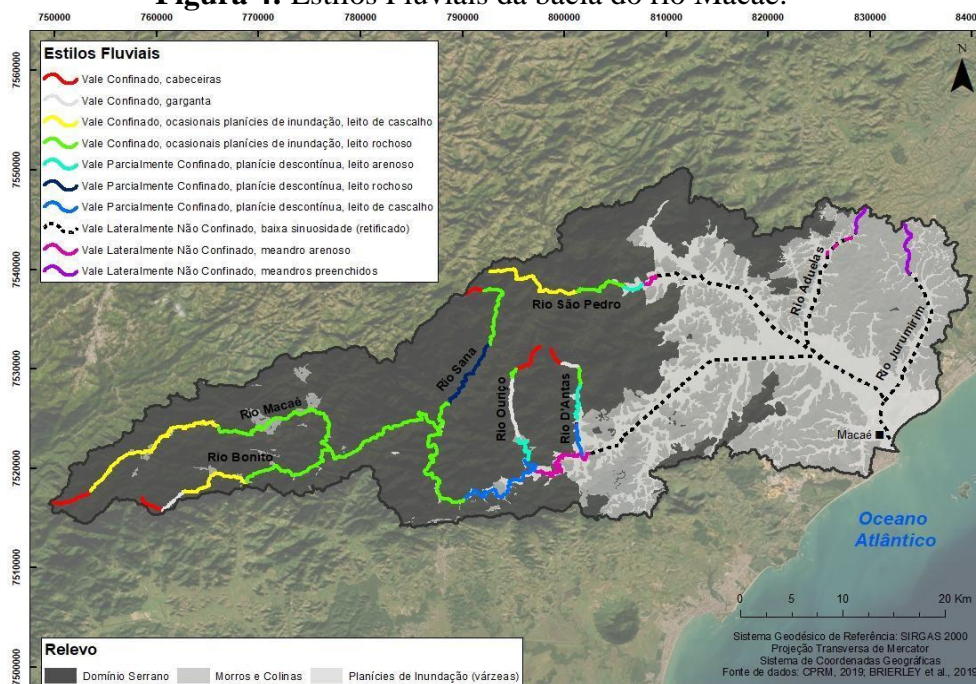 Figura 4: Estilos Fluviais da bacia do rio Macaé.
750000 760000 770000 780000 790000 800000 810000 820000 830000 8400
7560000
7550000
7540000
7530000
7520000
7510000
7500000
Estilos Fluviais
Vale Confinado, cabeceiras
Vale Confinado, garganta
Vale Confinado, ocasionais planícies de inundação, leito de cascalho
Vale Confinado, ocasionais planícies de inundação, leito rochoso
Vale Parcialmente Confinado, planície descontínua, leito arenoso
Vale Parcialmente Confinado, planície descontínua, leito rochoso
Vale Parcialmente Confinado, planície descontínua, leito de cascalho
Vale Lateralmente Não Confinado, baixa sinuosidade (retificado)
Vale Lateralmente Não Confinado, meandro arenoso
Vale Lateralmente Não Confinado, meandros preenchidos
N
Rio São Pedro
Rio Aduelas
Rio Jurumirim
Rio Sana
Rio Ouriço
Rio D'Antas
Rio Macaé
Rio Bonito
Macaé
Oceano
Atlântico
0 5 10 20 Km
Sistema Geodésico de Referência: SIRGAS 2000
Projeção Transversa de Mercator
Sistema de Coordenadas Geográficas
Fonte de dados: CPRM, 2019; BRIERLEY et al., 2019
Relevo
Domínio Serrano
Morros e Colinas
Planícies de Inundação (várzeas)